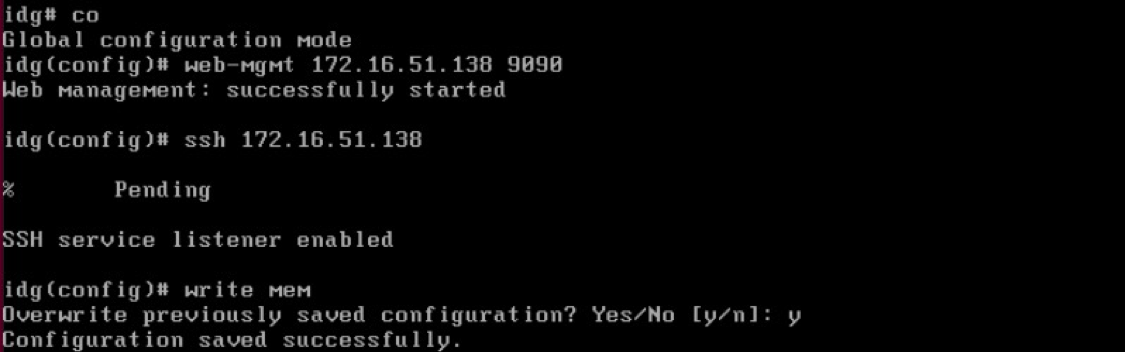 idg# co
Global configuration mode
idg(config)# web-mgmt 172.16.51.138 9090
Web management: successfully started
idg(config)# ssh 172.16.51.138
%       Pending
SSH service listener enabled
idg(config)# write mem
Overwrite previously saved configuration? Yes/No [y/n]: y
Configuration saved successfully.